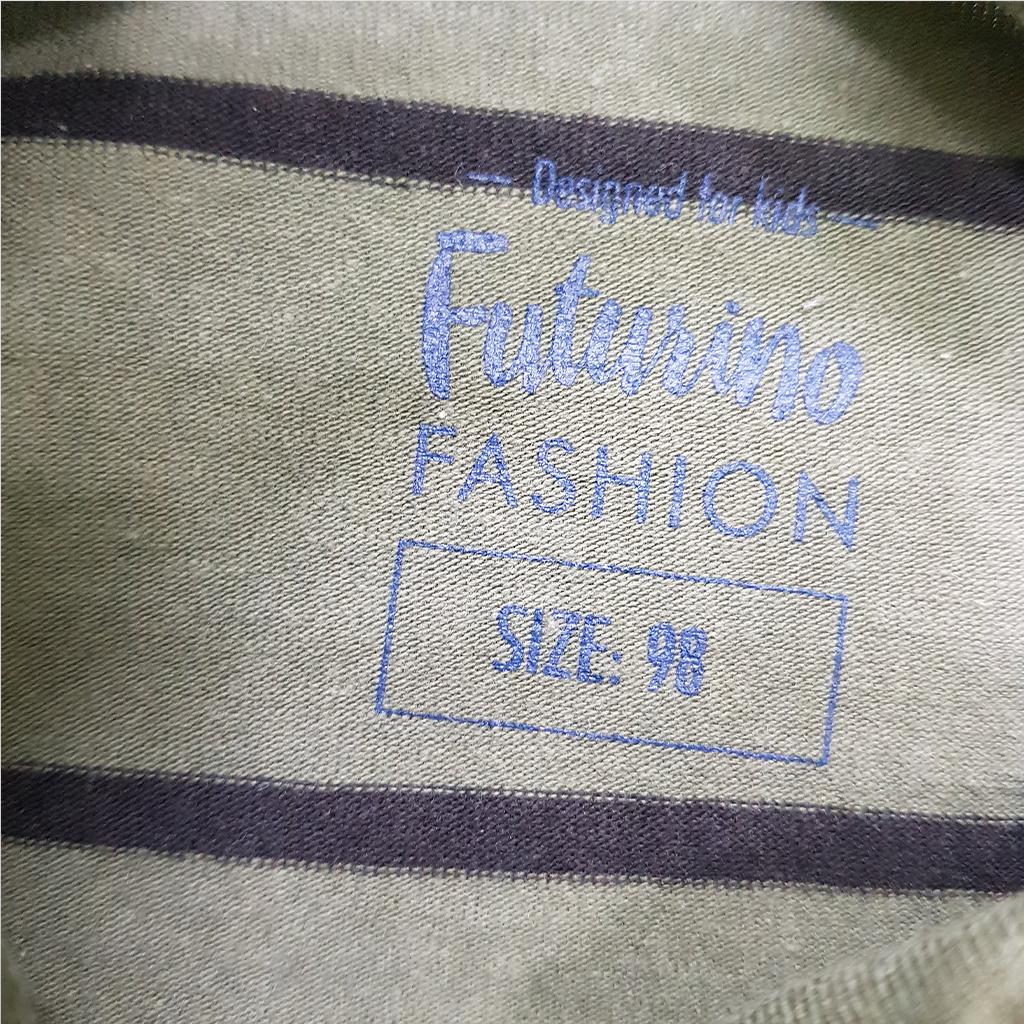 — Designed for kids —
Futurino
FASHION
SIZE: 98